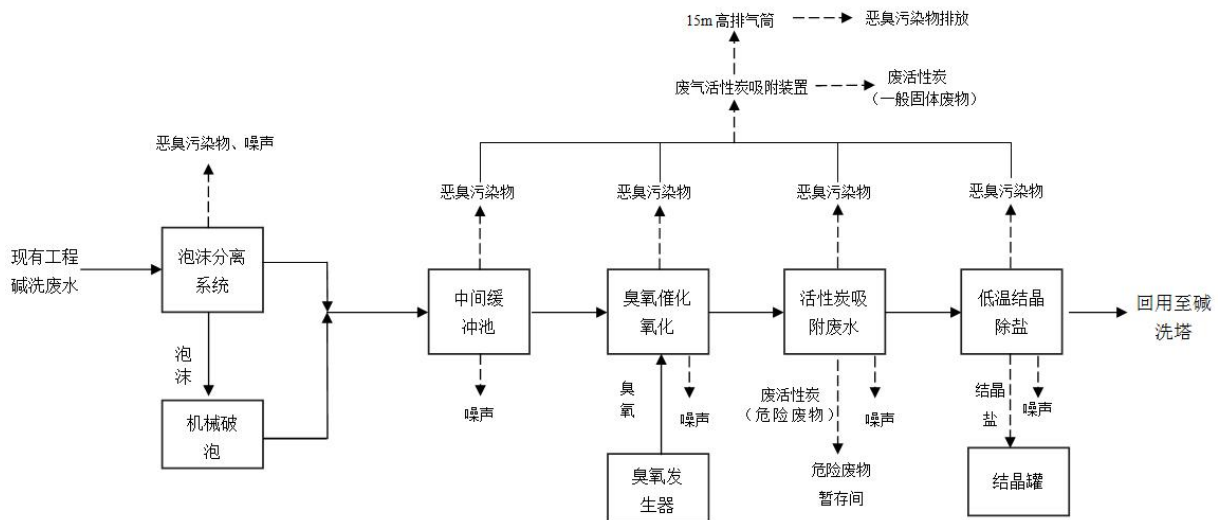 15m 高排气筒
恶臭污染物排放
废气活性炭吸附装置
废活性炭
（一般固体废物）
恶臭污染物、噪声
恶臭污染物
恶臭污染物
恶臭污染物
恶臭污染物
现有工程
碱洗废水
泡沫分离
系统
中间缓
冲池
臭氧催化
氧化
活性炭吸
附废水
低温结晶
除盐
回用至碱
洗塔
泡
沫
机械破
泡
噪声
臭
氧
噪声
废活性炭
（危险废物）
噪声
结晶
盐
噪声
臭氧发
生器
危险废物
暂存间
结晶罐